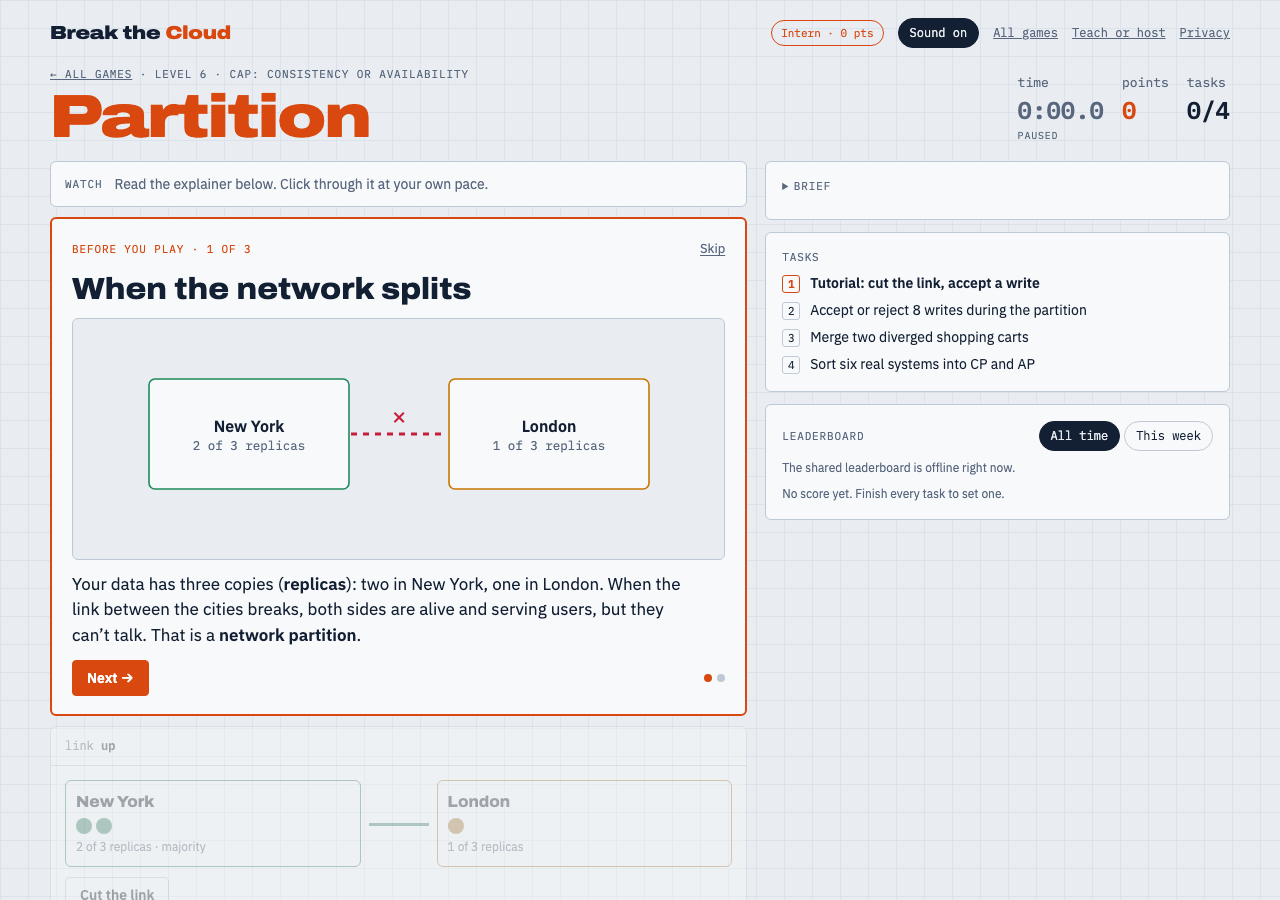 Break the Cloud
Intern · 0 pts
Sound on
All games
Teach or host
Privacy
← ALL GAMES · LEVEL 6 · CAP: CONSISTENCY OR AVAILABILITY
Partition
time
0:00.0
PAUSED
points
0
tasks
0/4
WATCH Read the explainer below. Click through it at your own pace.
BEFORE YOU PLAY · 1 OF 3
Skip
When the network splits
New York
2 of 3 replicas
×
London
1 of 3 replicas
Your data has three copies (replicas): two in New York, one in London. When the
link between the cities breaks, both sides are alive and serving users, but they
can’t talk. That is a network partition.
Next →
link up
New York
2 of 3 replicas · majority
London
1 of 3 replicas
Cut the link
▶ BRIEF
TASKS
1 Tutorial: cut the link, accept a write
2 Accept or reject 8 writes during the partition
3 Merge two diverged shopping carts
4 Sort six real systems into CP and AP
LEADERBOARD
All time
This week
The shared leaderboard is offline right now.
No score yet. Finish every task to set one.